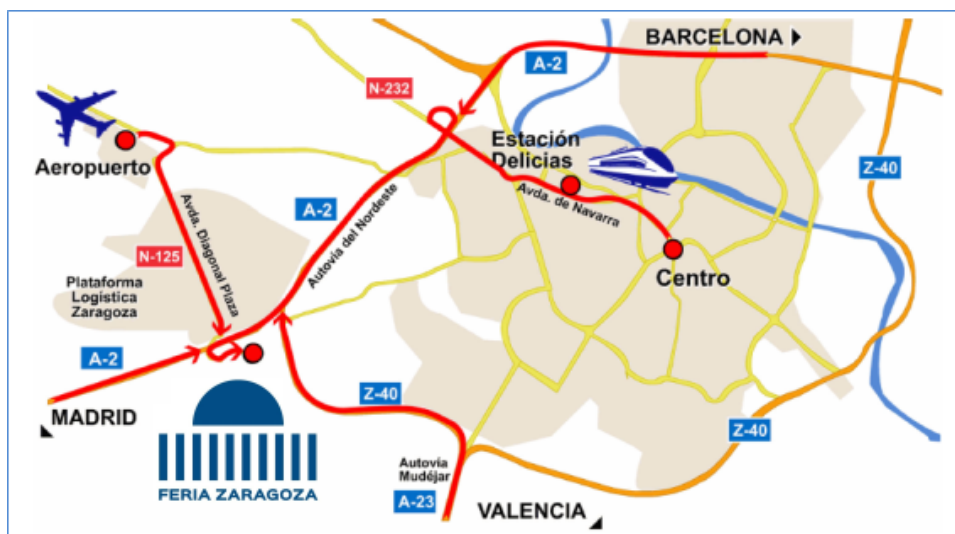 BARCELONA
A-2
N-232
Estación
Delicias
Aeropuerto
Z-40
A-2
Avda. de Navarra
Autovía del Nordeste
Avda. Diagonal Plaza
N-125
Centro
Plataforma
Logística
Zaragoza
A-2
MADRID
Z-40
Z-40
Autovía
Mudéjar
A-23
FERIA ZARAGOZA
VALENCIA